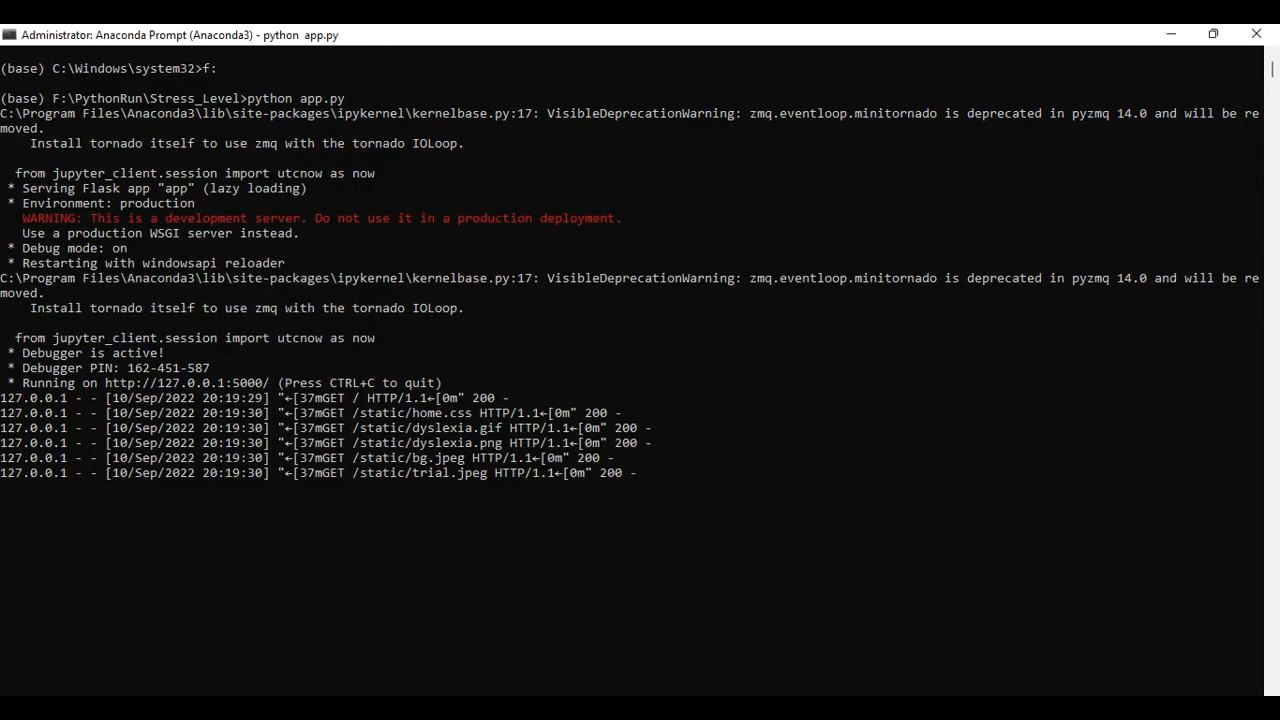 Administrator: Anaconda Prompt (Anaconda3) - python  app.py
(base) C:\Windows\system32>f:
(base) F:\PythonRun\Stress_Level>python app.py
C:\Program Files\Anaconda3\lib\site-packages\ipykernel\kernelbase.py:17: VisibleDeprecationWarning: zmq.eventloop.minitornado is deprecated in pyzmq 14.0 and will be re
moved.
    Install tornado itself to use zmq with the tornado IOLoop.
  from jupyter_client.session import utcnow as now
 * Serving Flask app "app" (lazy loading)
 * Environment: production
   WARNING: This is a development server. Do not use it in a production deployment.
   Use a production WSGI server instead.
 * Debug mode: on
 * Restarting with windowsapi reloader
C:\Program Files\Anaconda3\lib\site-packages\ipykernel\kernelbase.py:17: VisibleDeprecationWarning: zmq.eventloop.minitornado is deprecated in pyzmq 14.0 and will be re
moved.
    Install tornado itself to use zmq with the tornado IOLoop.
  from jupyter_client.session import utcnow as now
 * Debugger is active!
 * Debugger PIN: 162-451-587
 * Running on http://127.0.0.1:5000/ (Press CTRL+C to quit)
127.0.0.1 - - [10/Sep/2022 20:19:29] "←[37mGET / HTTP/1.1←[0m" 200 -
127.0.0.1 - - [10/Sep/2022 20:19:30] "←[37mGET /static/home.css HTTP/1.1←[0m" 200 -
127.0.0.1 - - [10/Sep/2022 20:19:30] "←[37mGET /static/dyslexia.gif HTTP/1.1←[0m" 200 -
127.0.0.1 - - [10/Sep/2022 20:19:30] "←[37mGET /static/dyslexia.png HTTP/1.1←[0m" 200 -
127.0.0.1 - - [10/Sep/2022 20:19:30] "←[37mGET /static/bg.jpeg HTTP/1.1←[0m" 200 -
127.0.0.1 - - [10/Sep/2022 20:19:30] "←[37mGET /static/trial.jpeg HTTP/1.1←[0m" 200 -